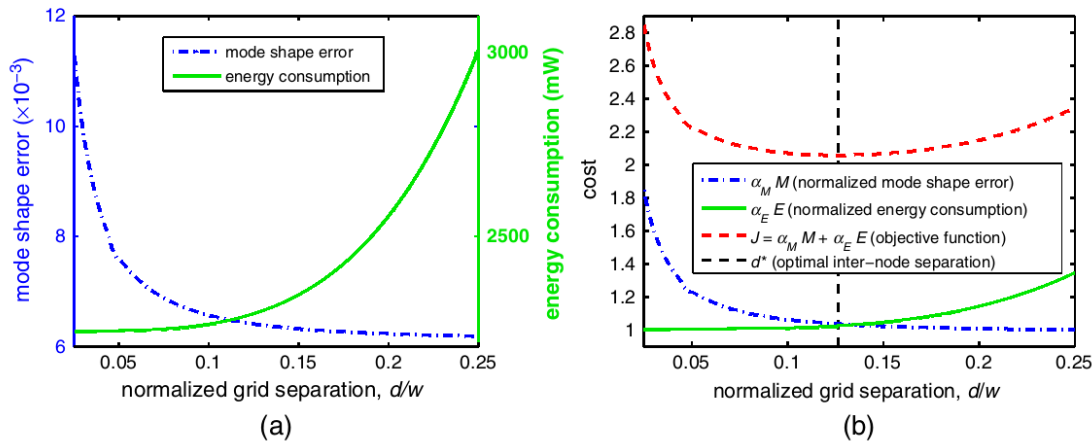 12
10
8
6
mode shape error (×10⁻³)
mode shape error
energy consumption
3000
2500
energy consumption (mW)
0.05 0.1 0.15 0.2 0.25
normalized grid separation, d/w
(a)
2.8
2.6
2.4
2.2
2
1.8
1.6
1.4
1.2
1
cost
α_M M (normalized mode shape error)
α_E E (normalized energy consumption)
J = α_M M + α_E E (objective function)
d* (optimal inter−node separation)
0.05 0.1 0.15 0.2 0.25
normalized grid separation, d/w
(b)